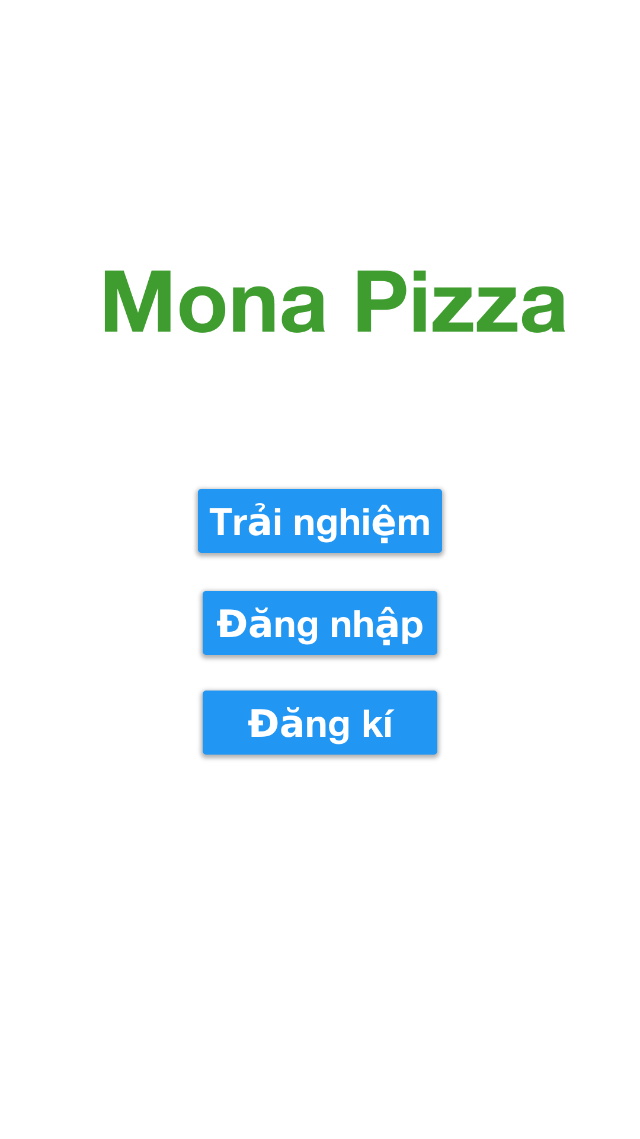 Mona Pizza
Trải nghiệm
Đăng nhập
Đăng kí